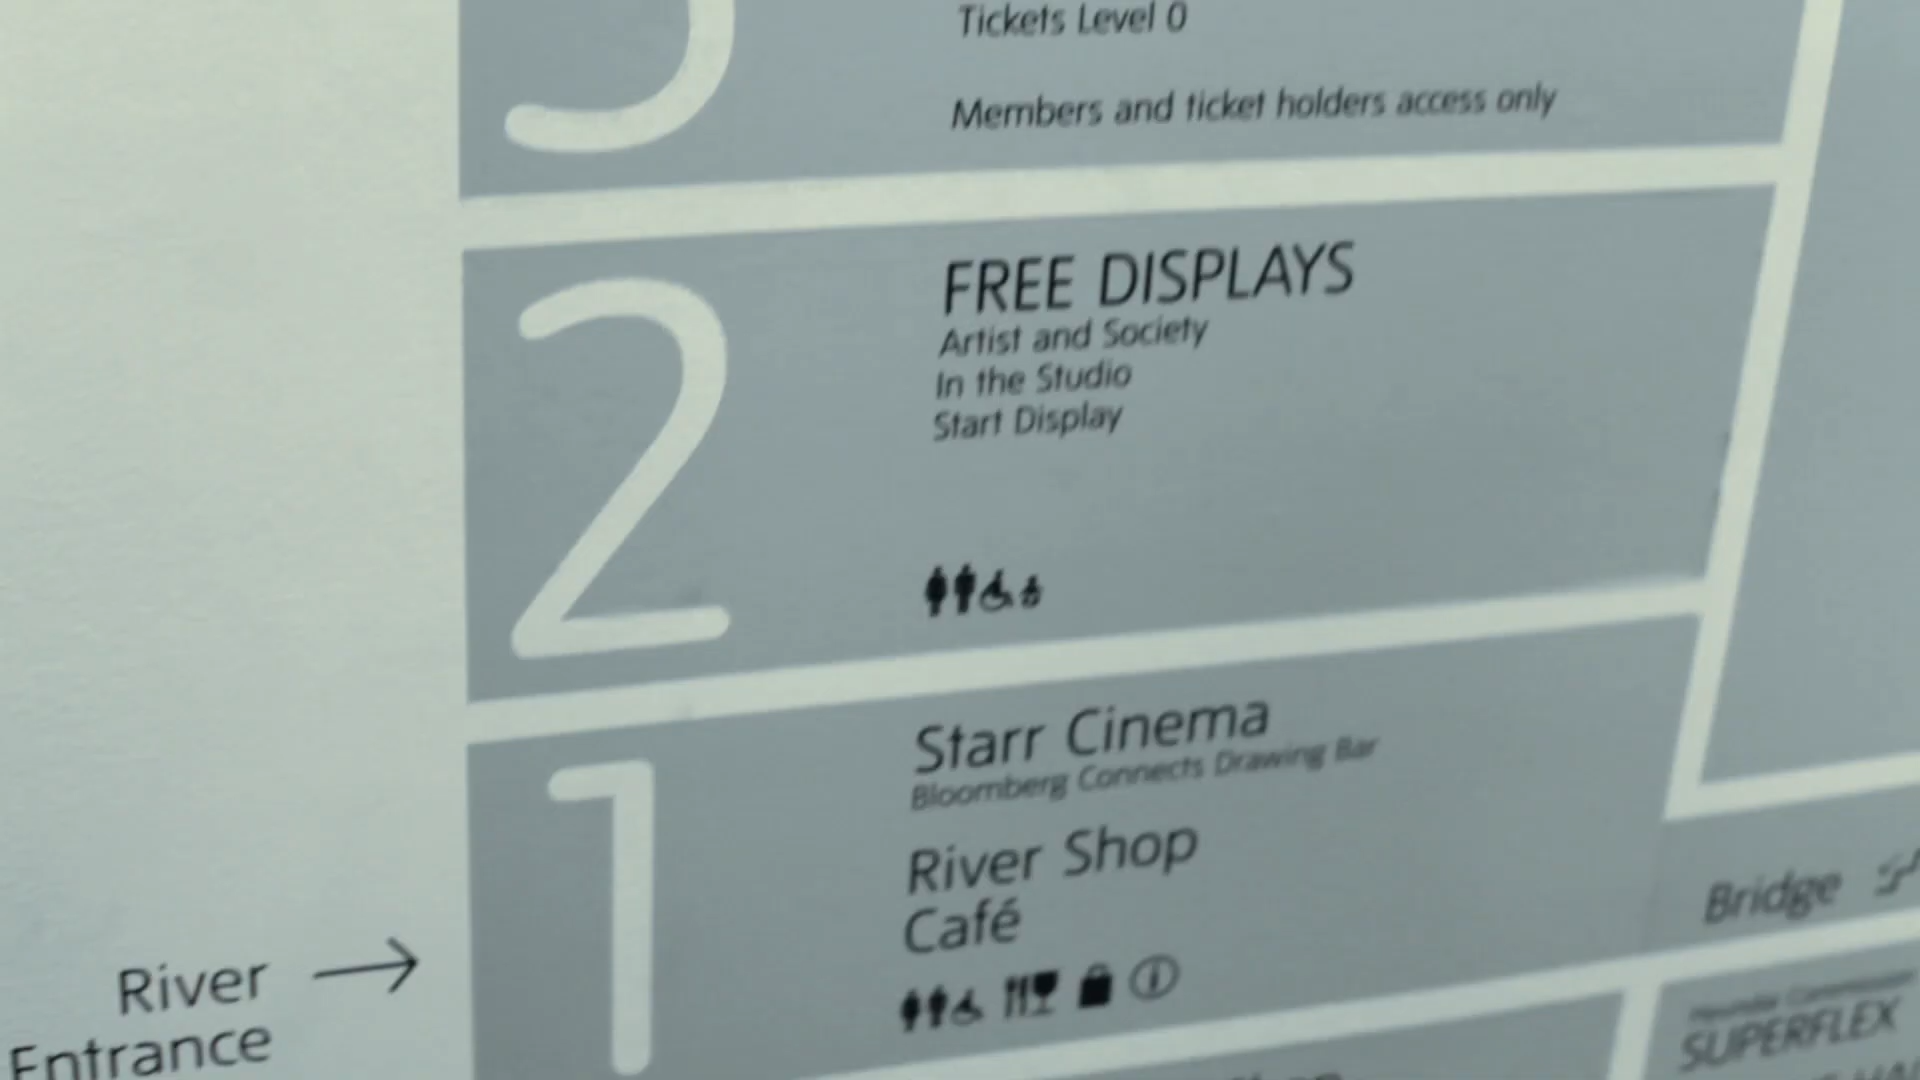 Tickets Level 0
Members and ticket holders access only
2
FREE DISPLAYS
Artist and Society
In the Studio
Start Display
1
Starr Cinema
Bloomberg Connects Drawing Bar
River Shop
Café
River
Entrance
Bridge
SUPERFLEX